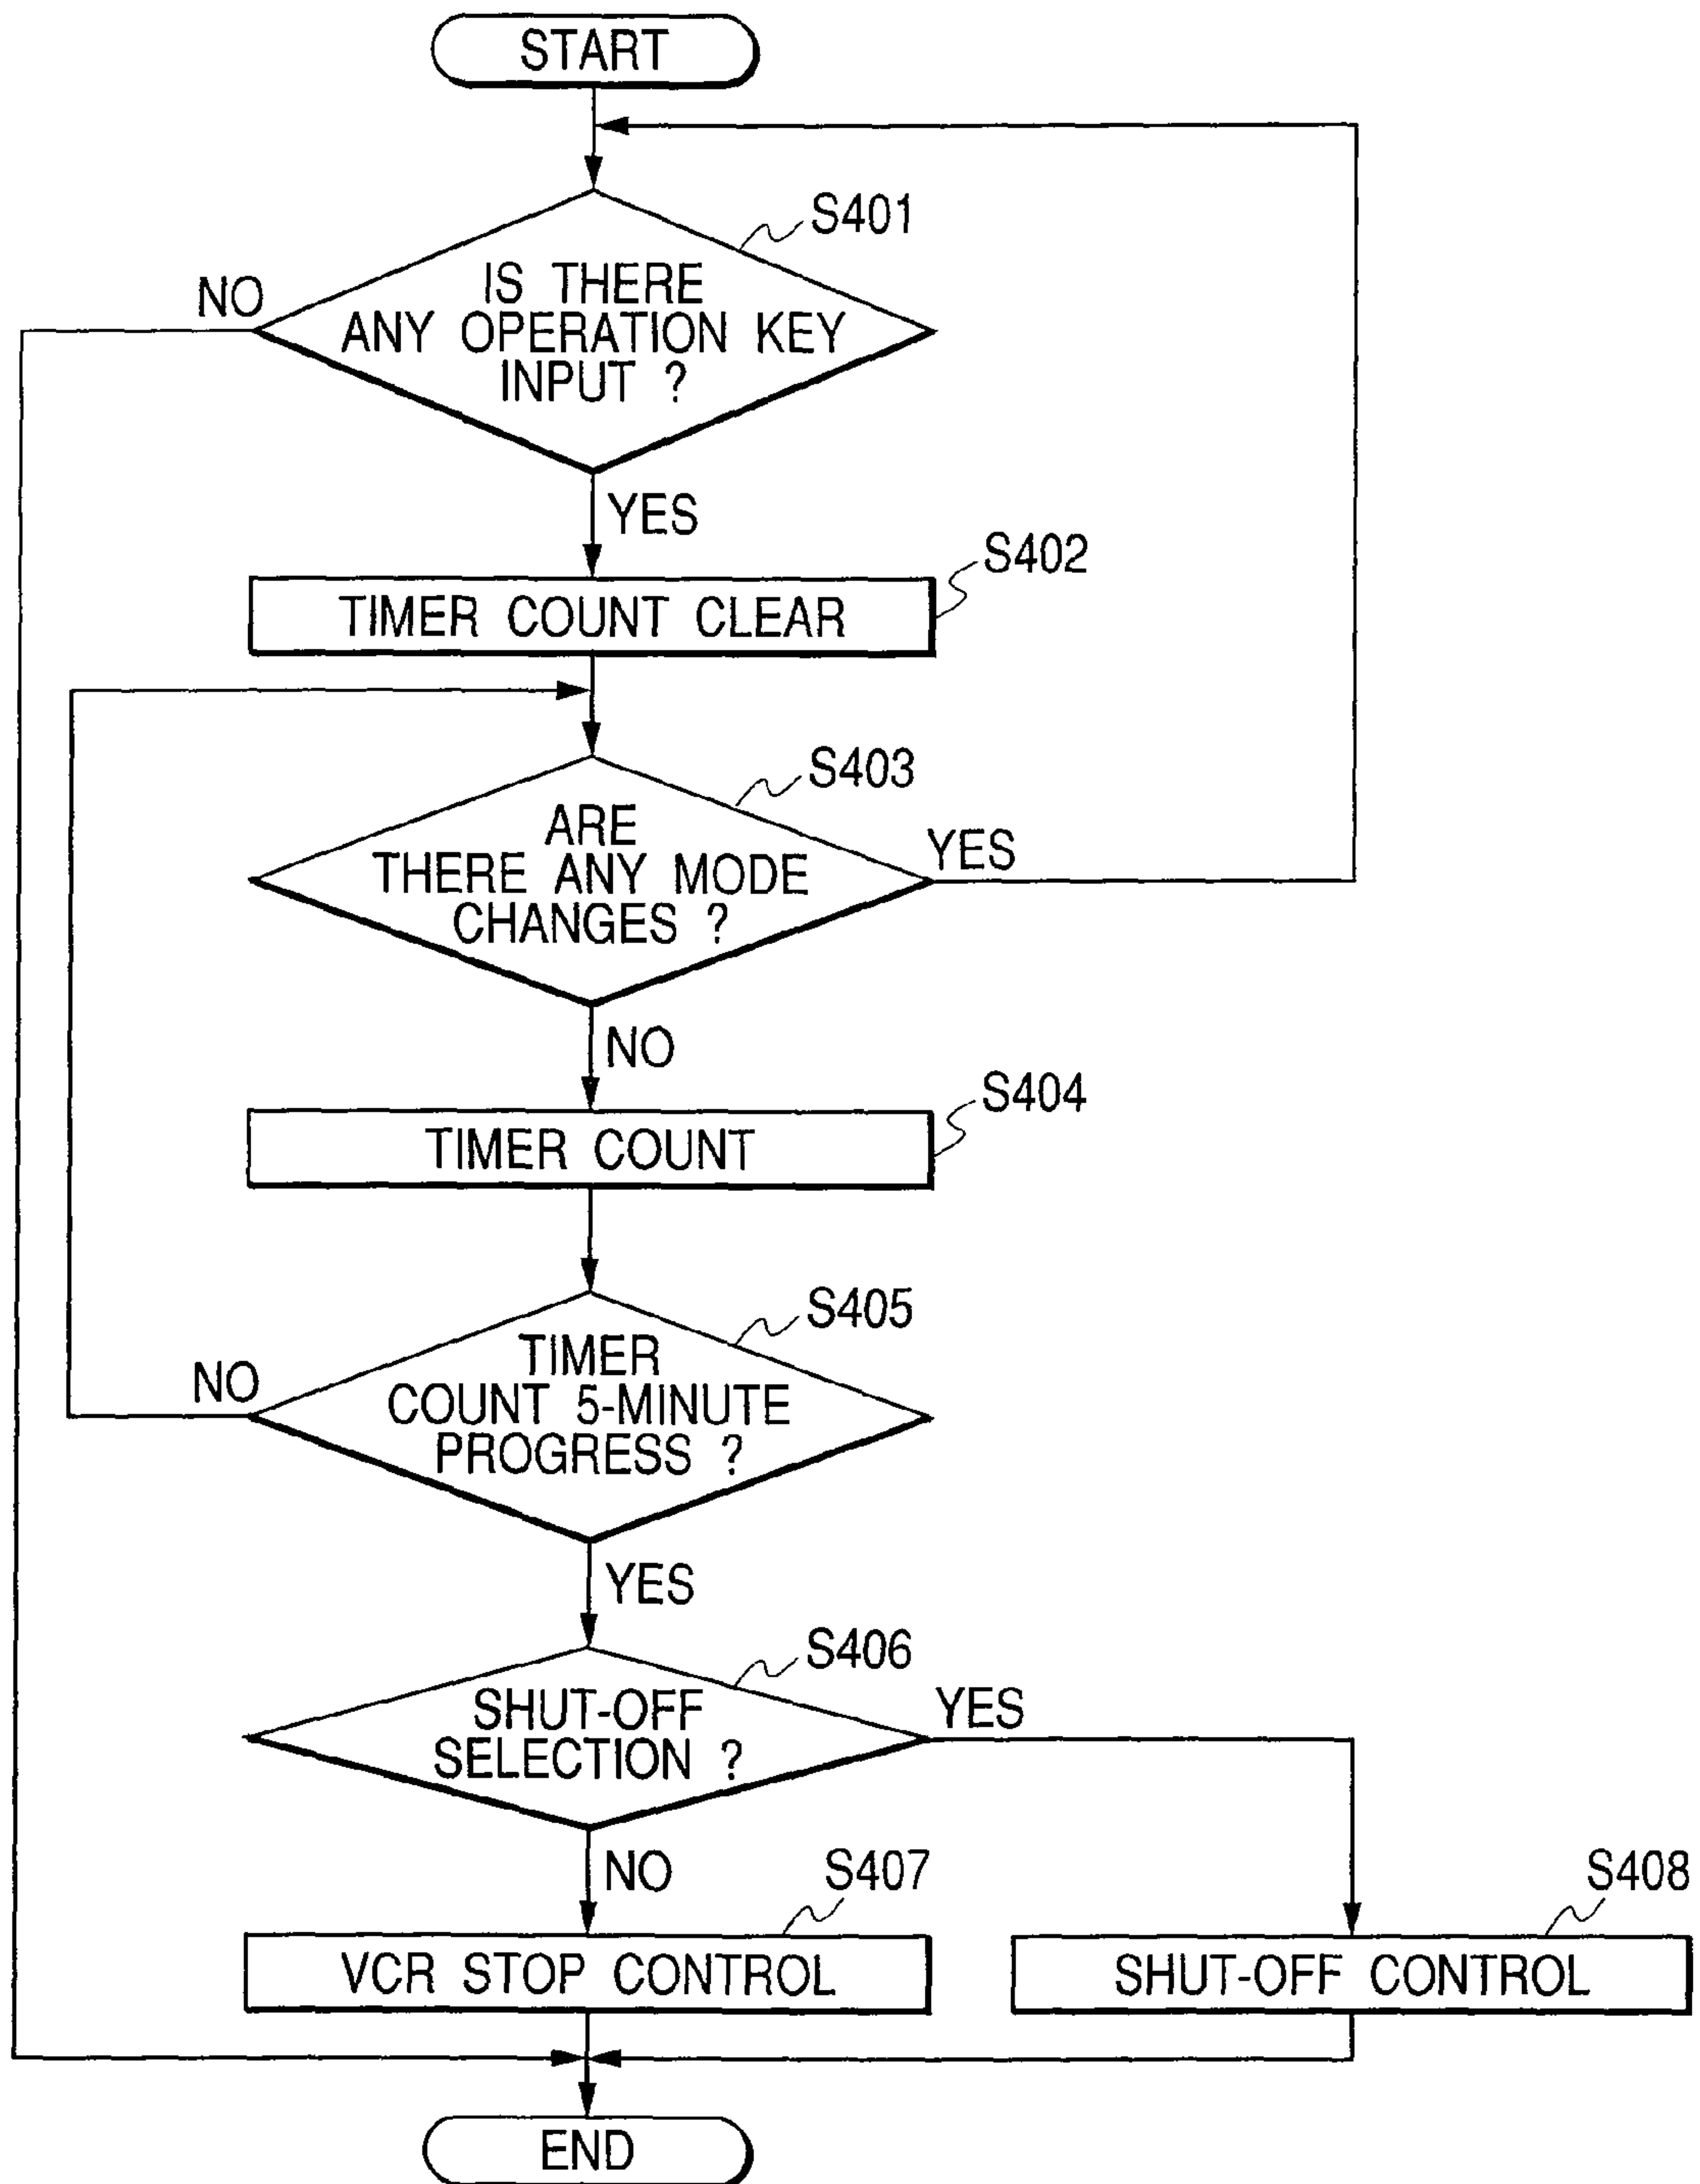 START
S401
NO
IS THERE
ANY OPERATION KEY
INPUT ?
YES
S402
TIMER COUNT CLEAR
S403
ARE
THERE ANY MODE
CHANGES ?
YES
NO
S404
TIMER COUNT
S405
TIMER
COUNT 5-MINUTE
PROGRESS ?
NO
YES
S406
SHUT-OFF
SELECTION ?
YES
NO
S407
S408
VCR STOP CONTROL
SHUT-OFF CONTROL
END